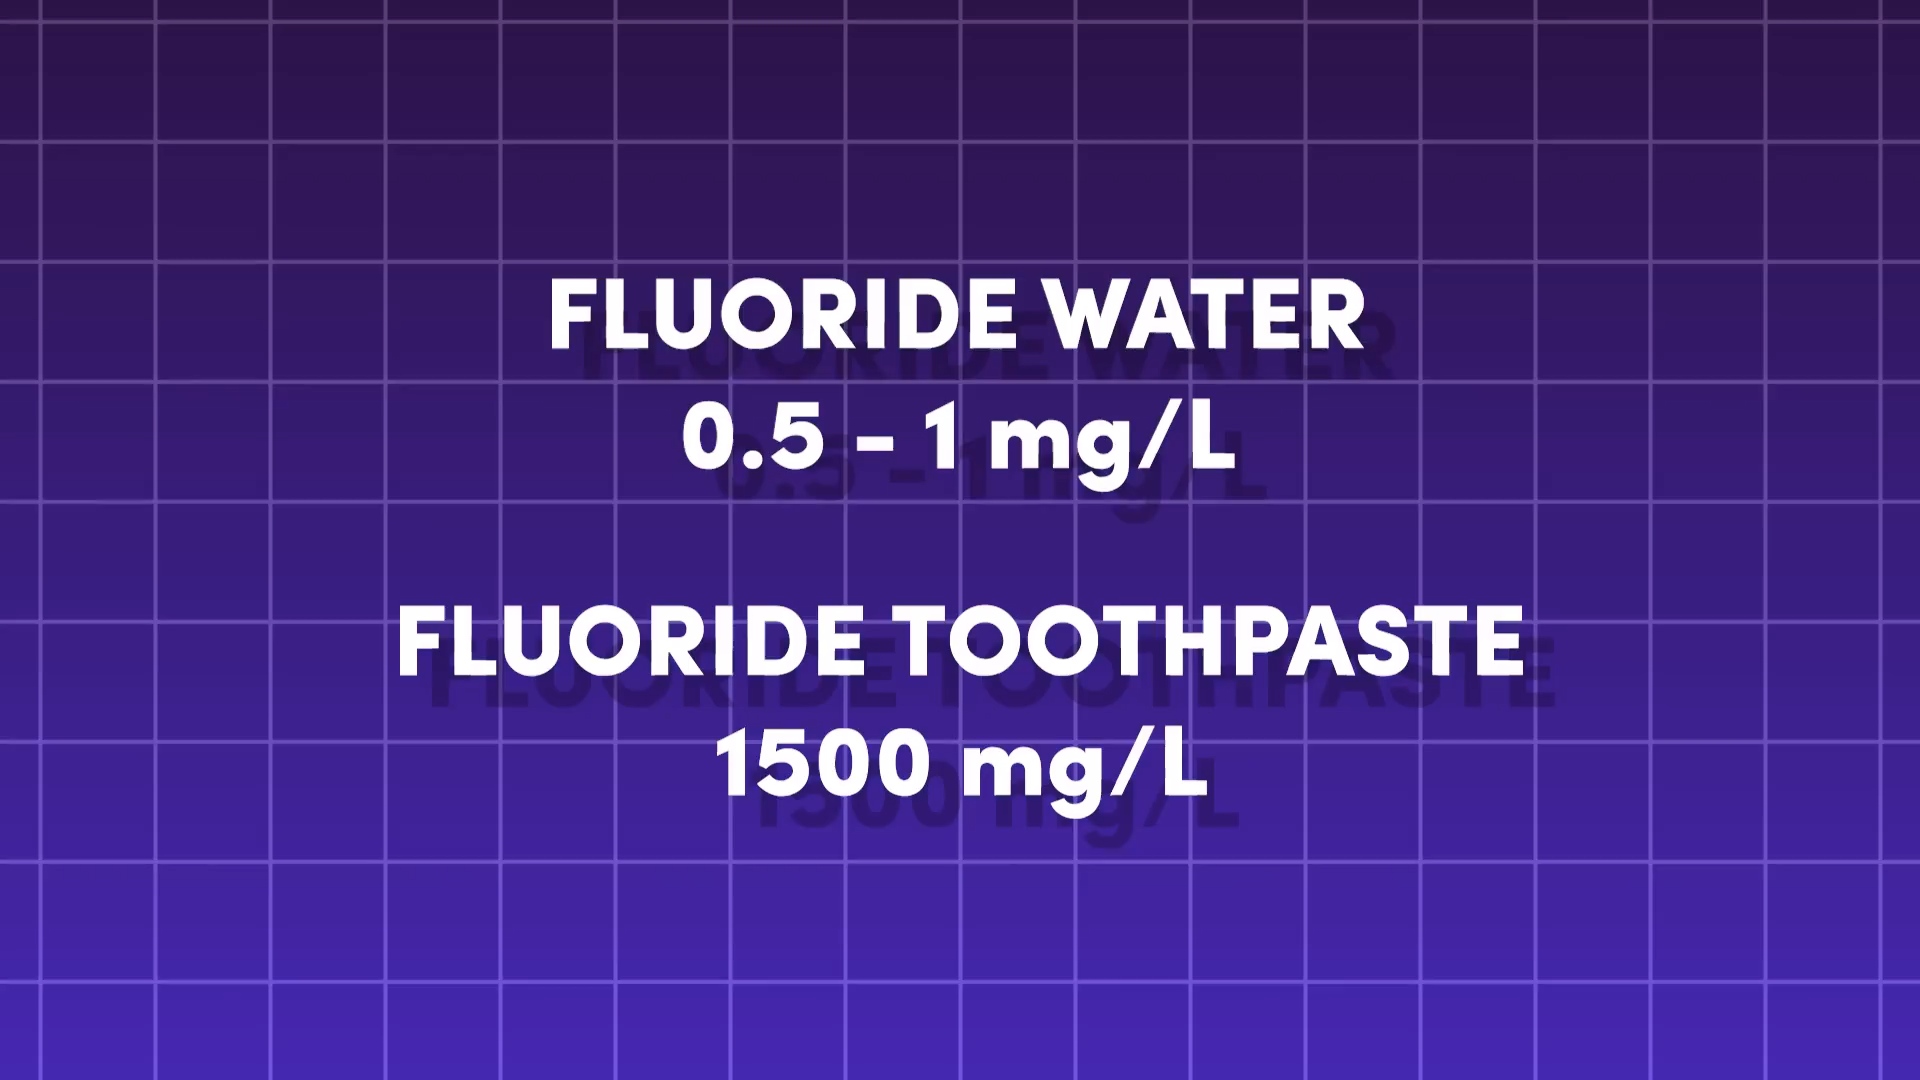 FLUORIDE WATER
0.5 - 1 mg/L
FLUORIDE TOOTHPASTE
1500 mg/L